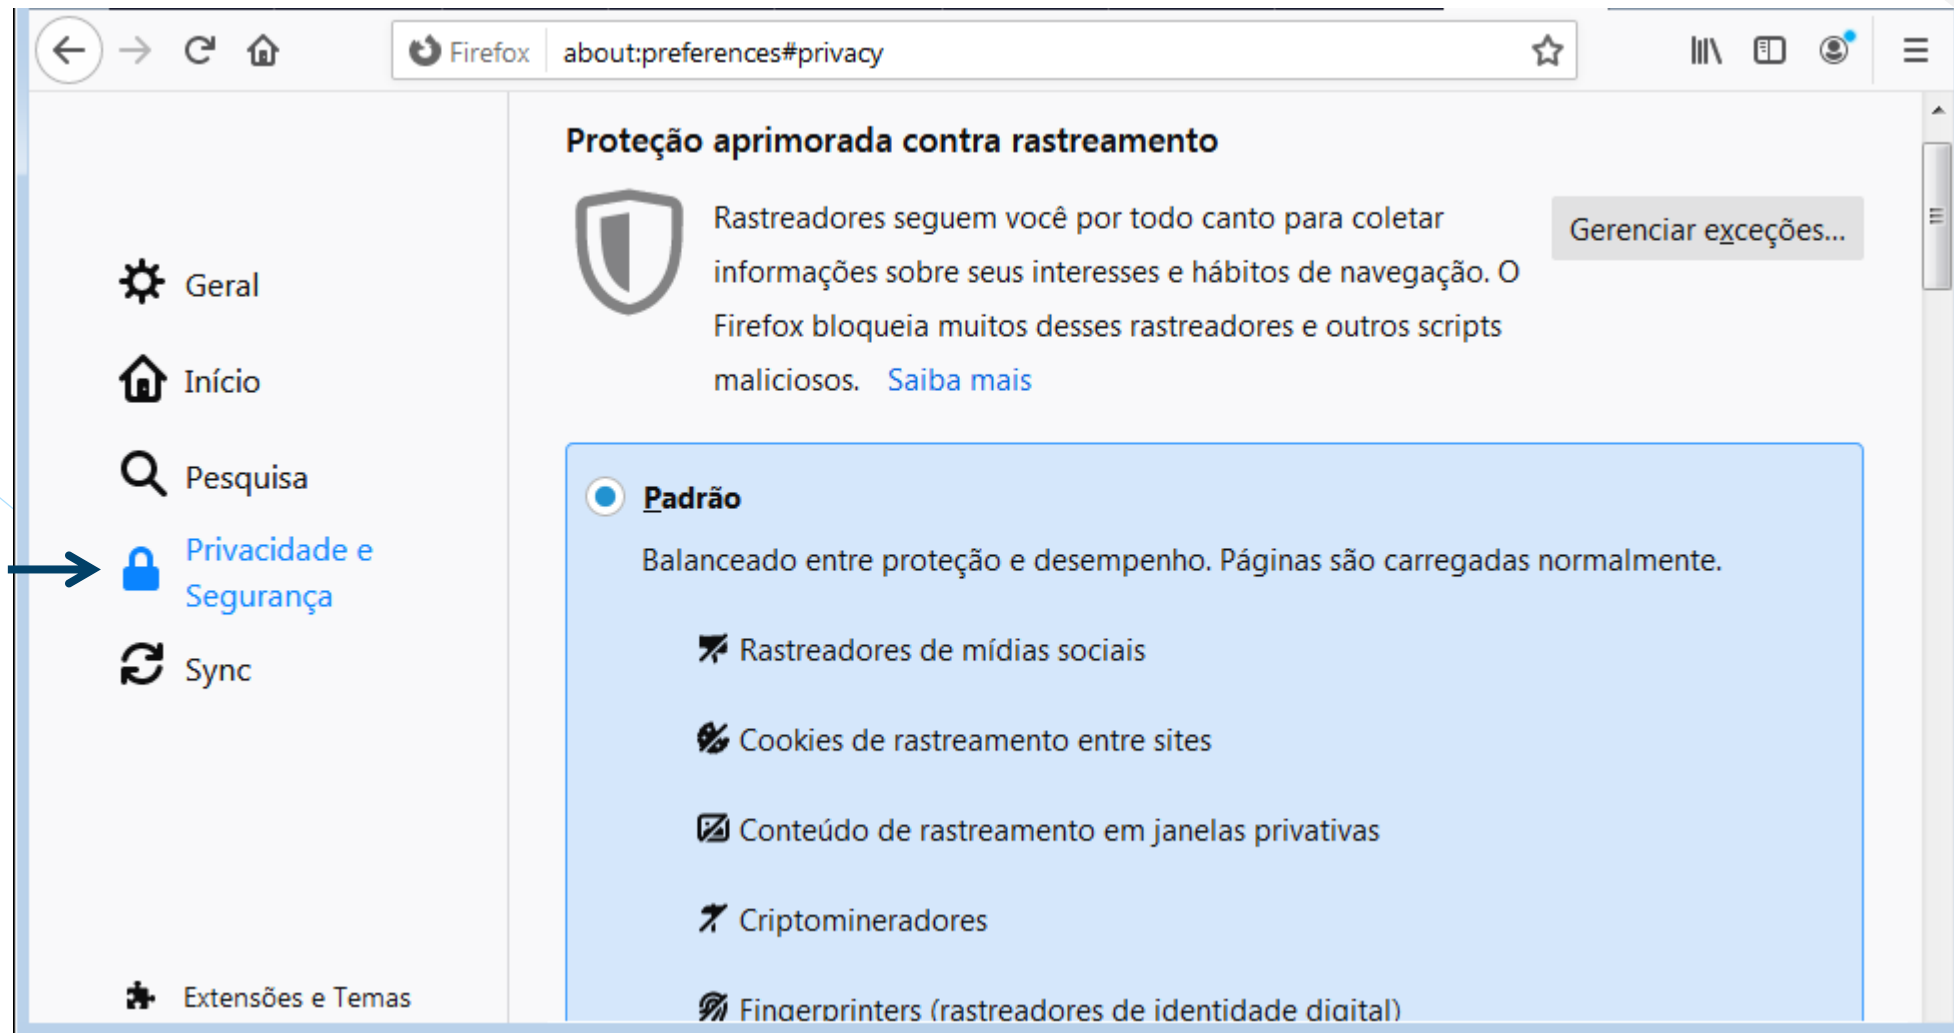 Firefox about:preferences#privacy
Geral
Início
Pesquisa
Privacidade e
Segurança
Sync
Extensões e Temas
Proteção aprimorada contra rastreamento
Rastreadores seguem você por todo canto para coletar
informações sobre seus interesses e hábitos de navegação. O
Firefox bloqueia muitos desses rastreadores e outros scripts
maliciosos. Saiba mais
Gerenciar exceções...
Padrão
Balanceado entre proteção e desempenho. Páginas são carregadas normalmente.
Rastreadores de mídias sociais
Cookies de rastreamento entre sites
Conteúdo de rastreamento em janelas privativas
Criptomineradores
Fingerprinters (rastreadores de identidade digital)